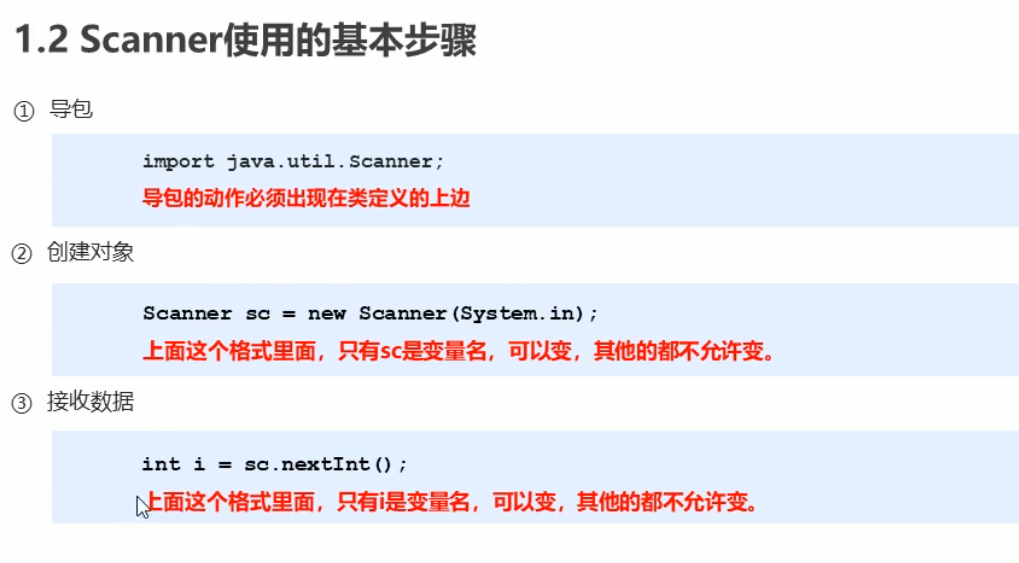 1.2 Scanner使用的基本步骤
① 导包
import java.util.Scanner;
导包的动作必须出现在类定义的上边
② 创建对象
Scanner sc = new Scanner(System.in);
上面这个格式里面，只有sc是变量名，可以变，其他的都不允许变。
③ 接收数据
int i = sc.nextInt();
上面这个格式里面，只有i是变量名，可以变，其他的都不允许变。